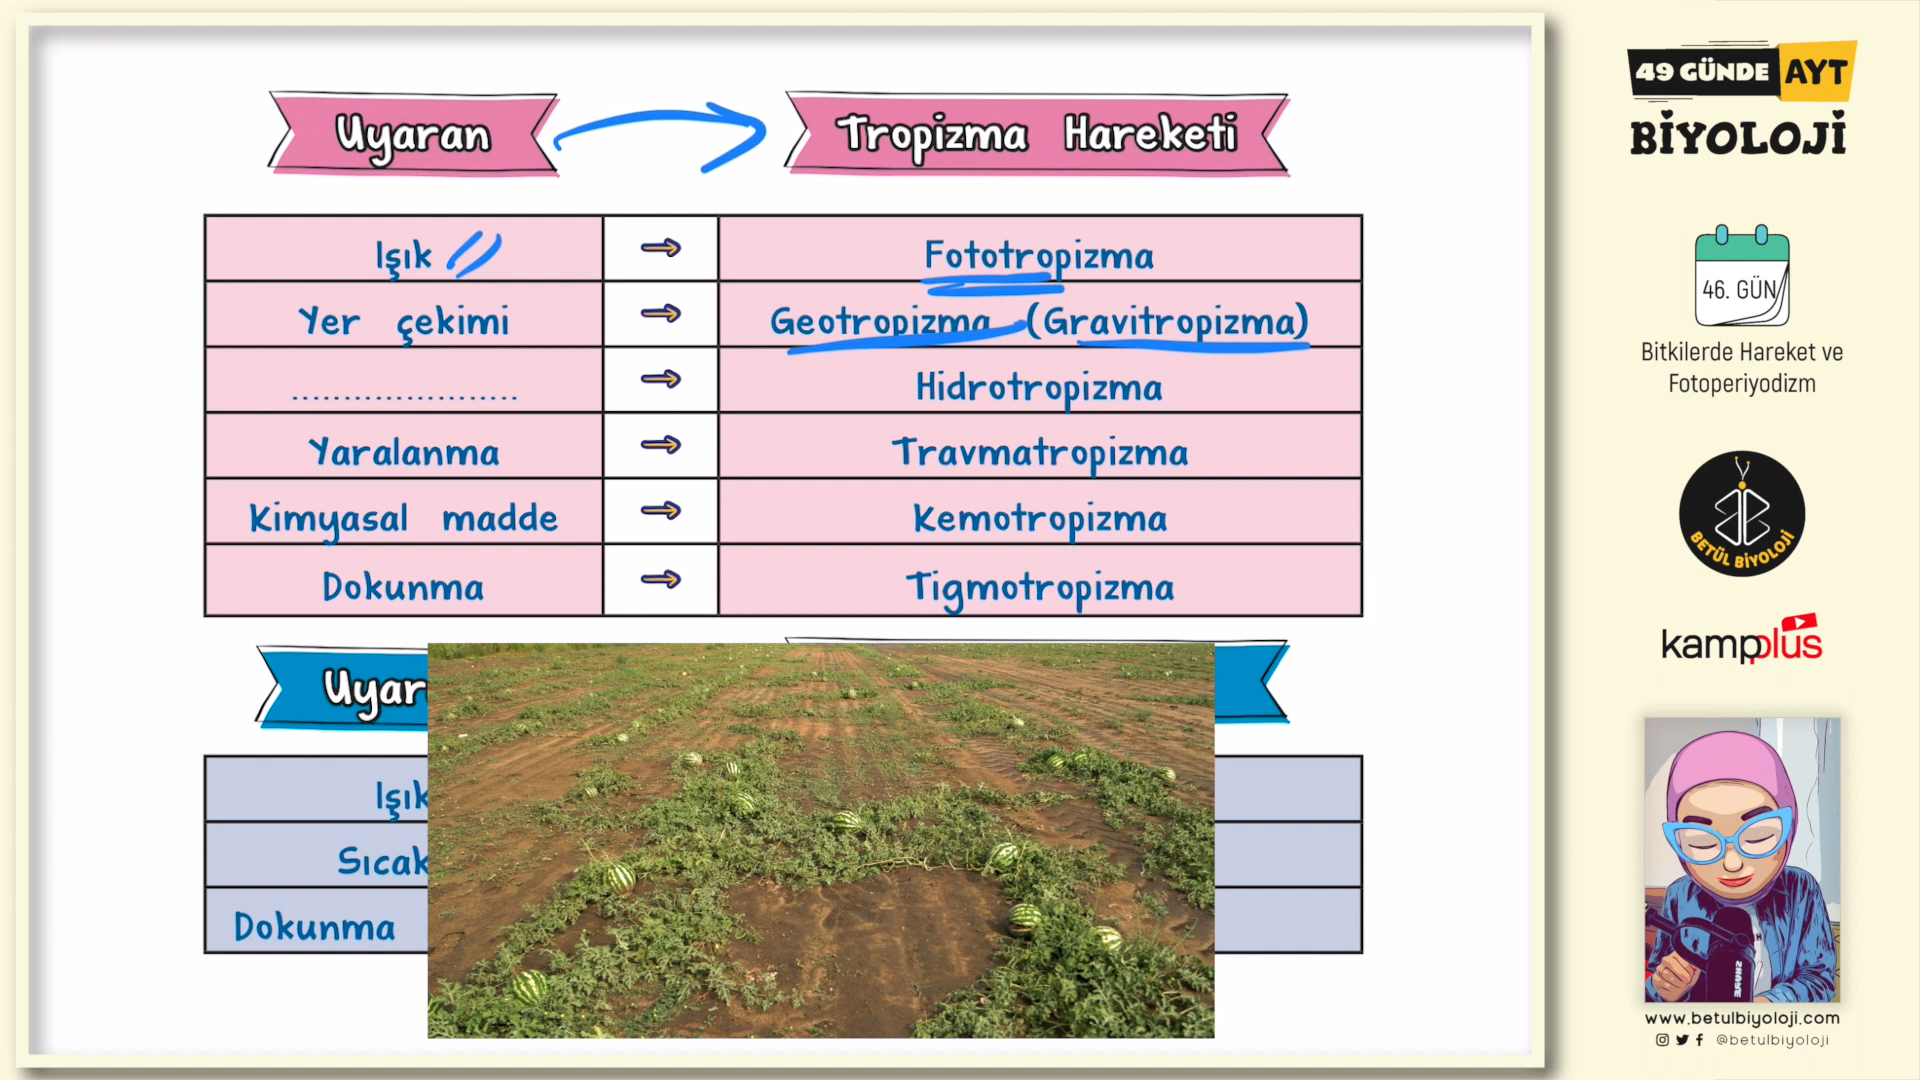 Uyaran
Tropizma Hareketi
Işık
Fototropizma
Yer çekimi
Geotropizma (Gravitropizma)
.......................
Hidrotropizma
Yaralanma
Travmatropizma
Kimyasal madde
Kemotropizma
Dokunma
Tigmotropizma
Uyar
Işık
Sıcak
Dokunma
49 GÜNDE AYT
BİYOLOJİ
46. GÜN
Bitkilerde Hareket ve
Fotoperiyodizm
BETÜL BİYOLOJİ
kampplus
SHURE
www.betulbiyoloji.com
@betulbiyoloji